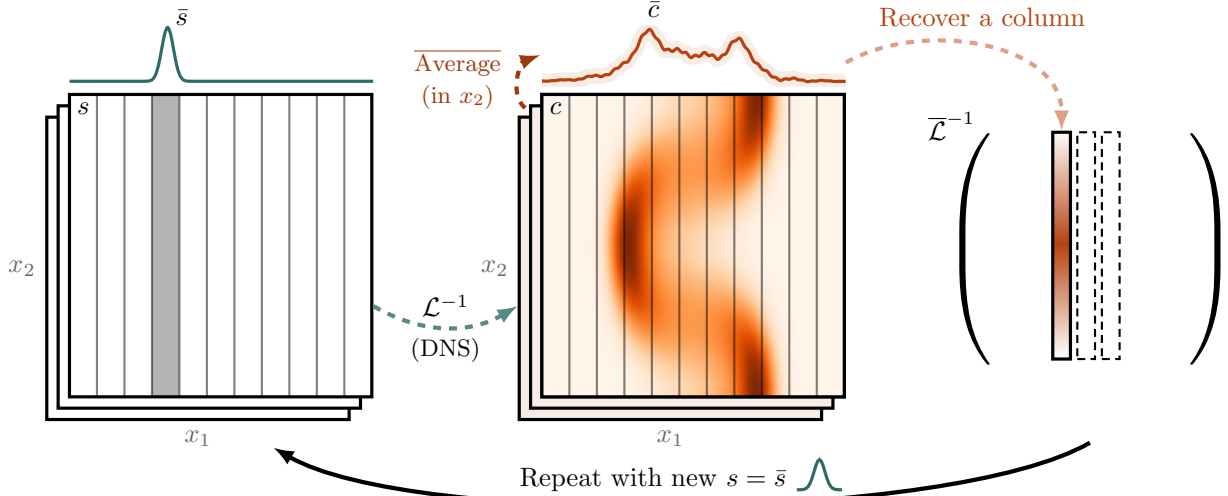 s̄
c̄
Recover a column
Average
(in x₂)
s
c
ℒ̄⁻¹
x₂
x₂
ℒ⁻¹
(DNS)
x₁
x₁
Repeat with new s = s̄